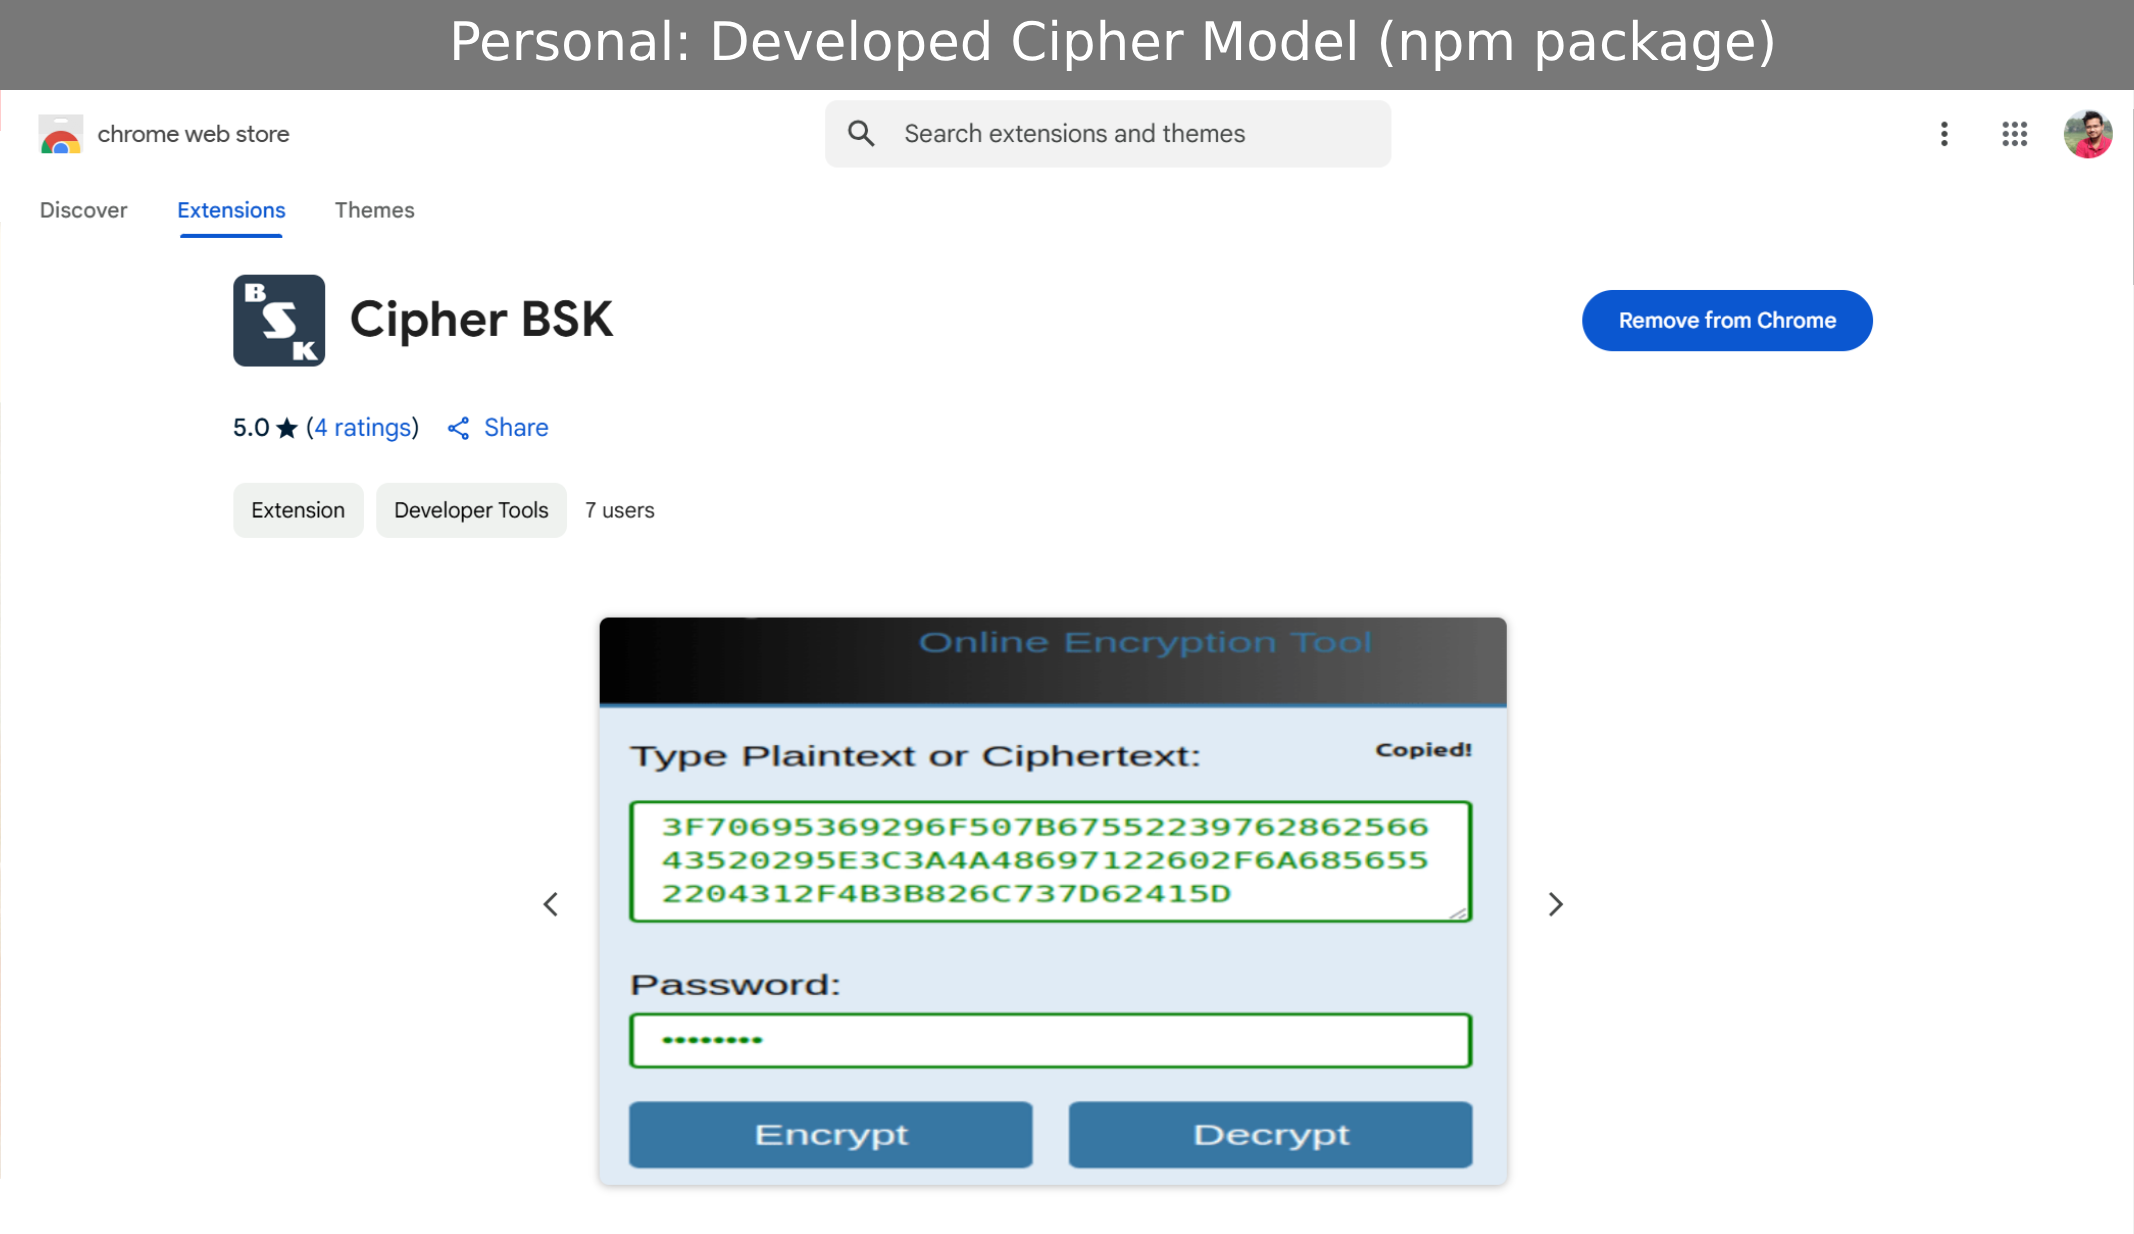 Personal: Developed Cipher Model (npm package)
chrome web store
Search extensions and themes
Discover Extensions Themes
B
S
K
Cipher BSK
Remove from Chrome
5.0 ★ (4 ratings) Share
Extension Developer Tools 7 users
Online Encryption Tool
Type Plaintext or Ciphertext: Copied!
3F70695369296F507B67552239762862566
43520295E3C3A4A48697122602F6A685655
2204312F4B3B826C737D62415D
Password:
••••••••
Encrypt Decrypt